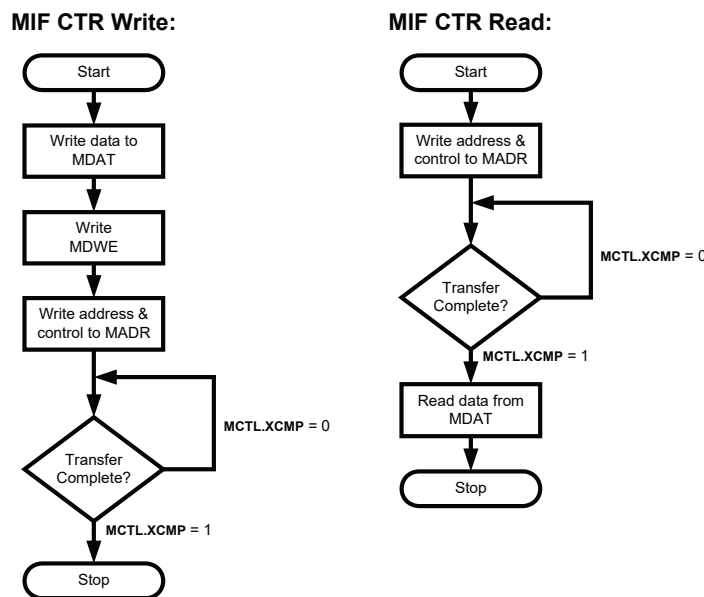 MIF CTR Write:
Start
Write data to
MDAT
Write
MDWE
Write address &
control to MADR
MCTL.XCMP = 0
Transfer
Complete?
MCTL.XCMP = 1
Stop
MIF CTR Read:
Start
Write address &
control to MADR
MCTL.XCMP = 0
Transfer
Complete?
MCTL.XCMP = 1
Read data from
MDAT
Stop